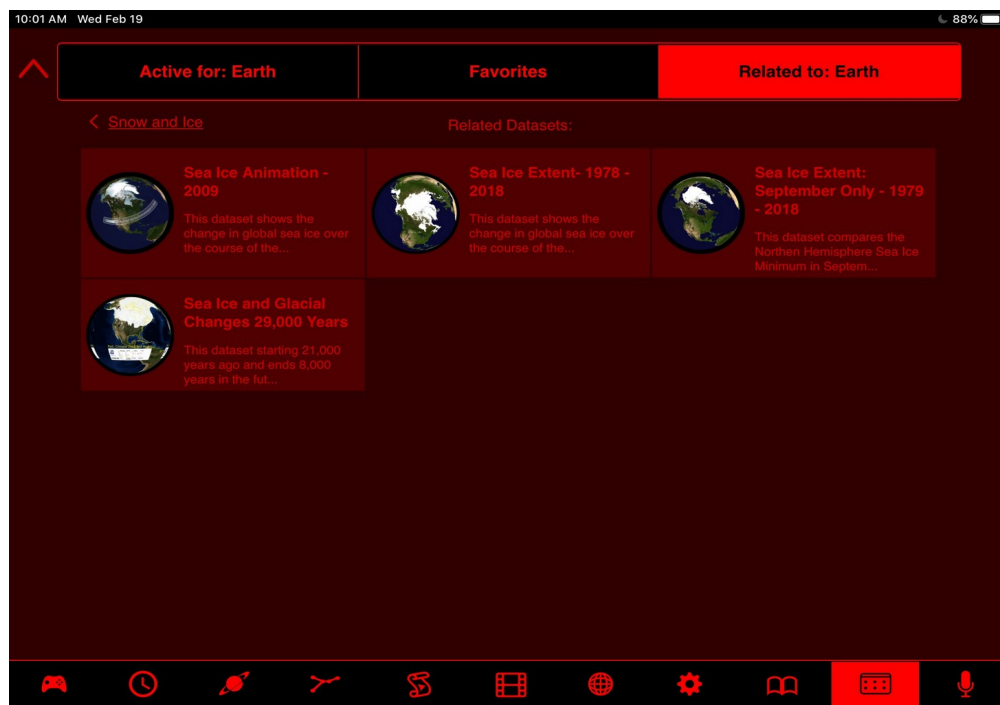 10:01 AM Wed Feb 19
88%
Active for: Earth
Favorites
Related to: Earth
Snow and Ice
Related Datasets:
Sea Ice Animation -
2009
This dataset shows the
change in global sea ice over
the course of the...
Sea Ice Extent- 1978 -
2018
This dataset shows the
change in global sea ice over
the course of the...
Sea Ice Extent:
September Only - 1979
- 2018
This dataset compares the
Northen Hemisphere Sea Ice
Minimum in Septem...
Sea Ice and Glacial
Changes 29,000 Years
This dataset starting 21,000
years ago and ends 8,000
years in the fut...